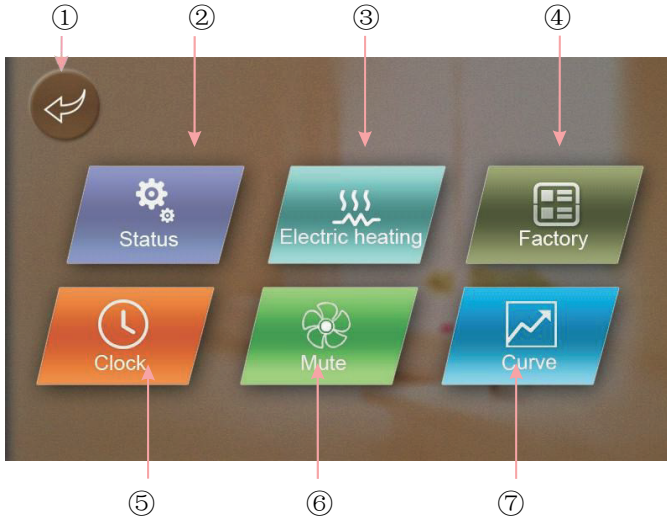 ① ② ③ ④
Status Electric heating Factory
Clock Mute Curve
⑤ ⑥ ⑦